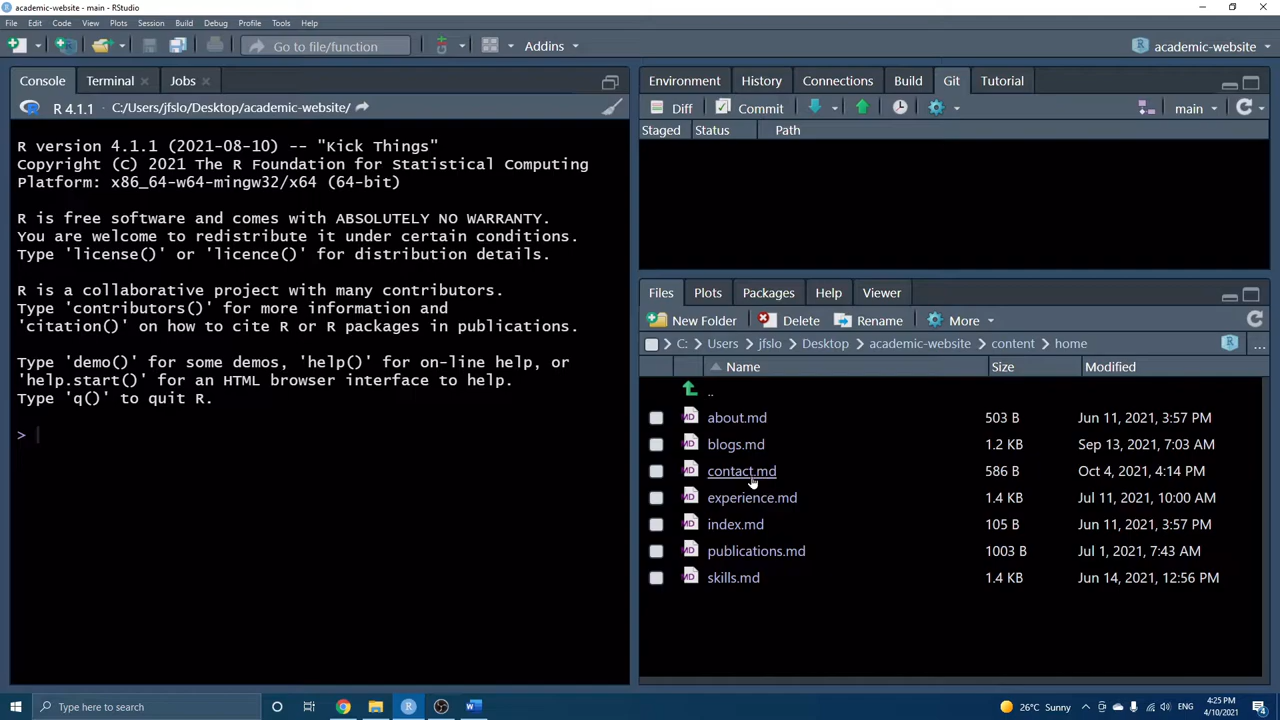 academic-website - main - RStudio
File Edit Code View Plots Session Build Debug Profile Tools Help
Go to file/function Addins academic-website
Console Terminal Jobs
R 4.1.1 C:/Users/jfslo/Desktop/academic-website/
R version 4.1.1 (2021-08-10) -- "Kick Things"
Copyright (C) 2021 The R Foundation for Statistical Computing
Platform: x86_64-w64-mingw32/x64 (64-bit)
R is free software and comes with ABSOLUTELY NO WARRANTY.
You are welcome to redistribute it under certain conditions.
Type 'license()' or 'licence()' for distribution details.
R is a collaborative project with many contributors.
Type 'contributors()' for more information and
'citation()' on how to cite R or R packages in publications.
Type 'demo()' for some demos, 'help()' for on-line help, or
'help.start()' for an HTML browser interface to help.
Type 'q()' to quit R.
>
Environment History Connections Build Git Tutorial
Diff Commit main
Staged Status Path
Files Plots Packages Help Viewer
New Folder Delete Rename More
C: Users jfslo Desktop academic-website content home ...
Name Size Modified
..
about.md 503 B Jun 11, 2021, 3:57 PM
blogs.md 1.2 KB Sep 13, 2021, 7:03 AM
contact.md 586 B Oct 4, 2021, 4:14 PM
experience.md 1.4 KB Jul 11, 2021, 10:00 AM
index.md 105 B Jun 11, 2021, 3:57 PM
publications.md 1003 B Jul 1, 2021, 7:43 AM
skills.md 1.4 KB Jun 14, 2021, 12:56 PM
Type here to search 26°C Sunny ENG 4:25 PM
4/10/2021